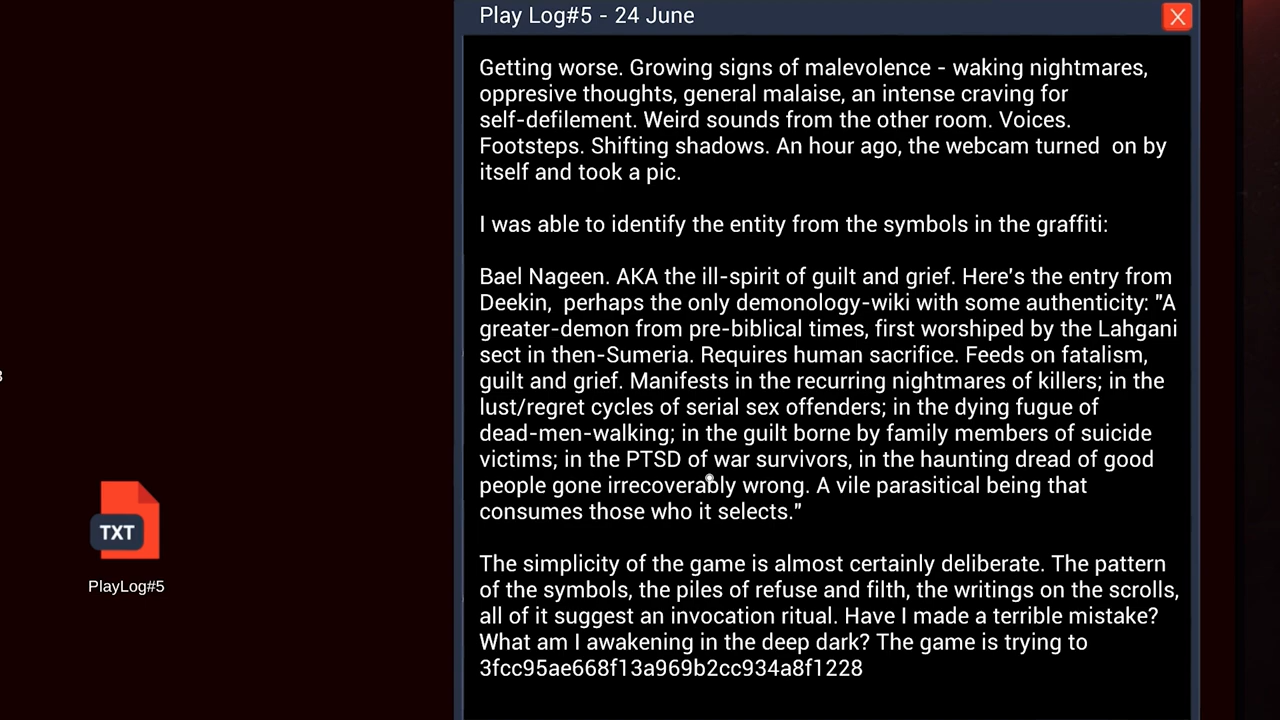 Play Log#5 - 24 June
X
Getting worse. Growing signs of malevolence - waking nightmares,
oppresive thoughts, general malaise, an intense craving for
self-defilement. Weird sounds from the other room. Voices.
Footsteps. Shifting shadows. An hour ago, the webcam turned  on by
itself and took a pic.
I was able to identify the entity from the symbols in the graffiti:
Bael Nageen. AKA the ill-spirit of guilt and grief. Here's the entry from
Deekin,  perhaps the only demonology-wiki with some authenticity: "A
greater-demon from pre-biblical times, first worshiped by the Lahgani
sect in then-Sumeria. Requires human sacrifice. Feeds on fatalism,
guilt and grief. Manifests in the recurring nightmares of killers; in the
lust/regret cycles of serial sex offenders; in the dying fugue of
dead-men-walking; in the guilt borne by family members of suicide
victims; in the PTSD of war survivors, in the haunting dread of good
people gone irrecoverably wrong. A vile parasitical being that
consumes those who it selects."
The simplicity of the game is almost certainly deliberate. The pattern
of the symbols, the piles of refuse and filth, the writings on the scrolls,
all of it suggest an invocation ritual. Have I made a terrible mistake?
What am I awakening in the deep dark? The game is trying to
3fcc95ae668f13a969b2cc934a8f1228
TXT
PlayLog#5